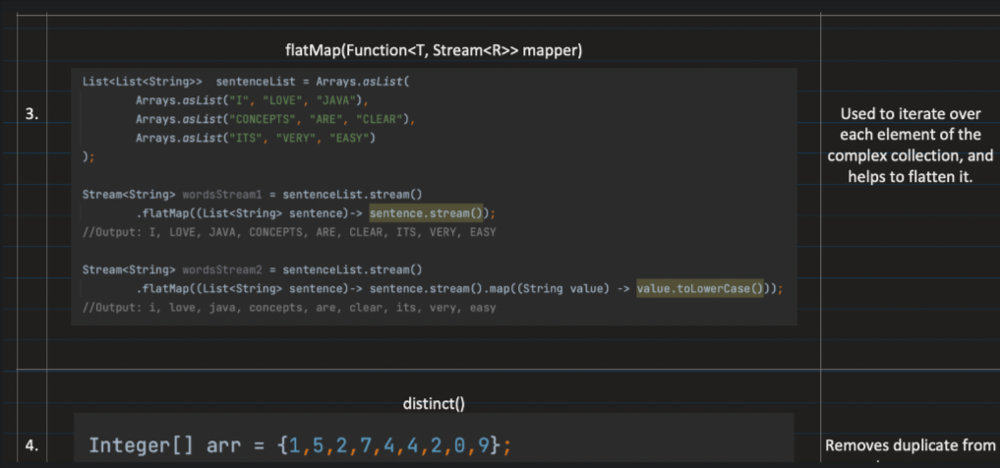 flatMap(Function<T, Stream<R>> mapper)
List<List<String>> sentenceList = Arrays.asList(
Arrays.asList("I", "LOVE", "JAVA"),
3.
Arrays.asList("CONCEPTS", "ARE", "CLEAR"),
Arrays.asList("ITS", "VERY", "EASY")
);
Used to iterate over
each element of the
complex collection, and
helps to flatten it.
Stream<String> wordsStream1 = sentenceList.stream()
.flatMap((List<String> sentence)-> sentence.stream());
//Output: I, LOVE, JAVA, CONCEPTS, ARE, CLEAR, ITS, VERY, EASY
Stream<String> wordsStream2 = sentenceList.stream()
.flatMap((List<String> sentence)-> sentence.stream().map((String value) -> value.toLowerCase()));
//Output: i, love, java, concepts, are, clear, its, very, easy
distinct()
4.
Integer[] arr = {1,5,2,7,4,4,2,0,9};
Removes duplicate from